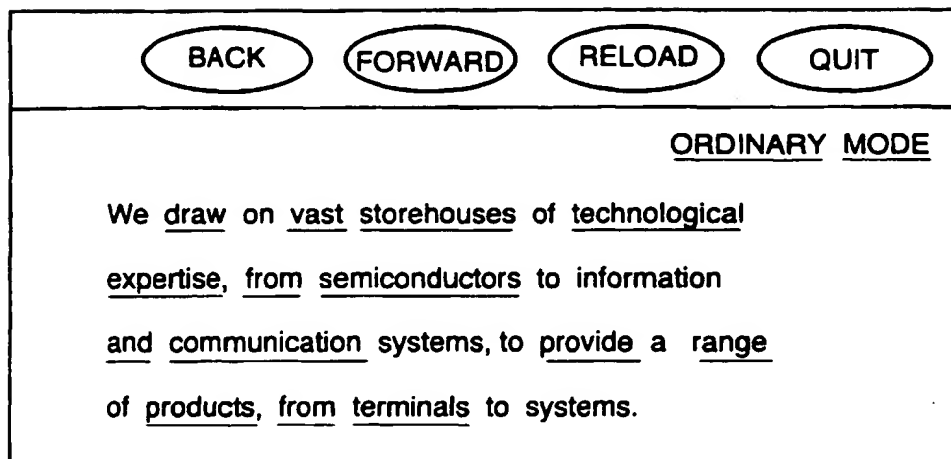 BACK FORWARD RELOAD QUIT
ORDINARY MODE
We draw on vast storehouses of technological
expertise, from semiconductors to information
and communication systems, to provide a range
of products, from terminals to systems.